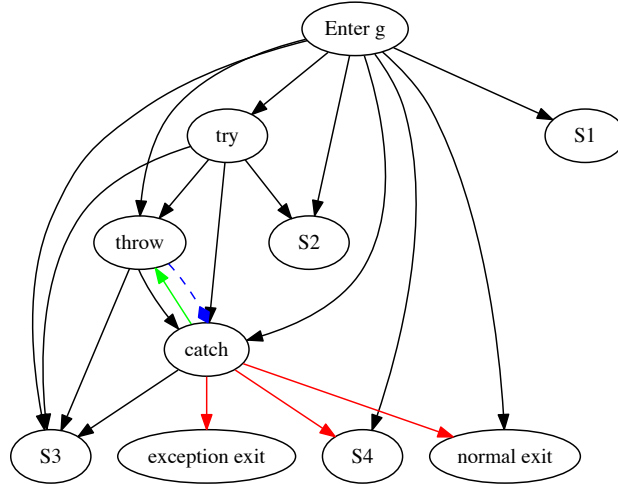 Enter g
try
S1
throw
S2
catch
S3
exception exit
S4
normal exit